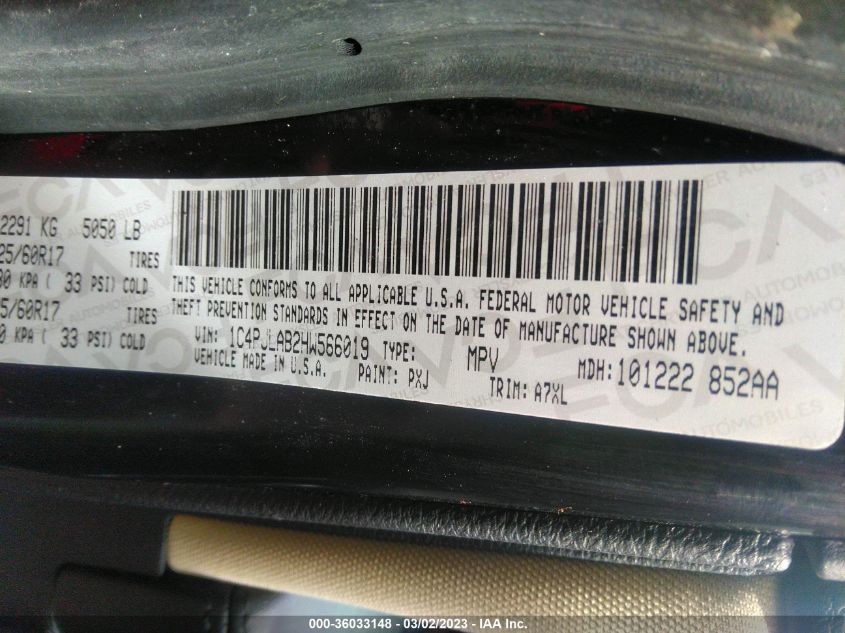 2291 KG 5050 LB
25/60R17 TIRES
30 KPA ( 33 PSI) COLD
5/60R17 TIRES
0 KPA ( 33 PSI) COLD
THIS VEHICLE CONFORMS TO ALL APPLICABLE U.S.A. FEDERAL MOTOR VEHICLE SAFETY AND
THEFT PREVENTION STANDARDS IN EFFECT ON THE DATE OF MANUFACTURE SHOWN ABOVE.
VIN: 1C4PJLAB2HW566019 TYPE: MPV MDH: 101222 852AA
VEHICLE MADE IN U.S.A. PAINT: PXJ TRIM: A7XL
000-36033148 - 03/02/2023 - IAA Inc.